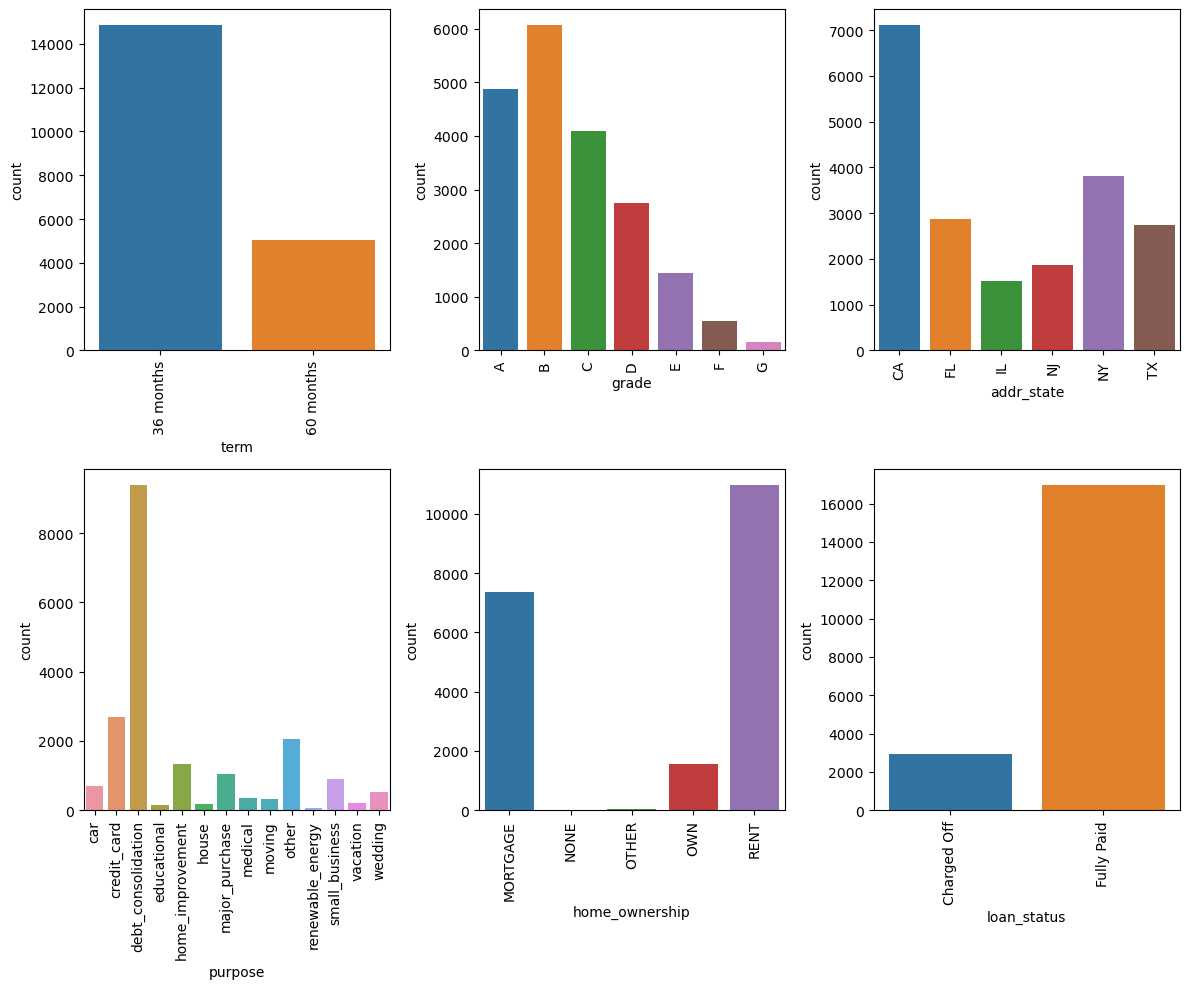 14000
12000
10000
8000
6000
4000
2000
0
count
36 months
60 months
term
6000
5000
4000
3000
2000
1000
0
count
A
B
C
D
E
F
G
grade
7000
6000
5000
4000
3000
2000
1000
0
count
CA
FL
IL
NJ
NY
TX
addr_state
8000
6000
4000
2000
0
count
car
credit_card
debt_consolidation
educational
home_improvement
house
major_purchase
medical
moving
other
renewable_energy
small_business
vacation
wedding
purpose
10000
8000
6000
4000
2000
0
count
MORTGAGE
NONE
OTHER
OWN
RENT
home_ownership
16000
14000
12000
10000
8000
6000
4000
2000
0
count
Charged Off
Fully Paid
loan_status